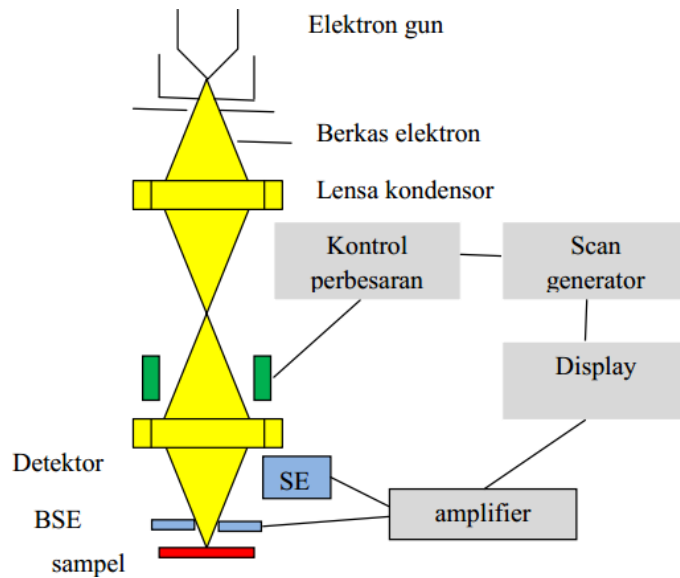 Elektron gun
Berkas elektron
Lensa kondensor
Kontrol
perbesaran
Scan
generator
Display
Detektor
SE
BSE
amplifier
sampel